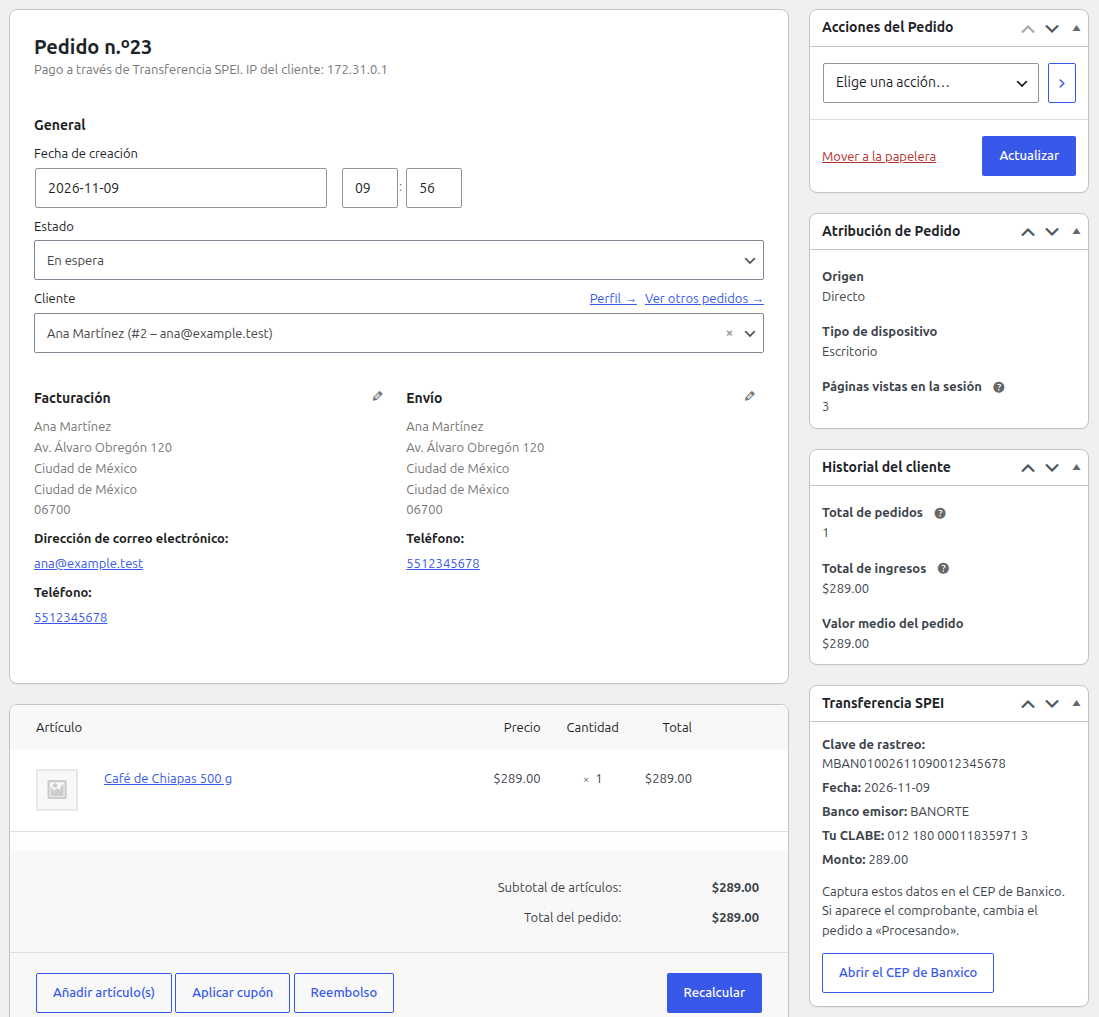 Pedido n.º23
Pago a través de Transferencia SPEI. IP del cliente: 172.31.0.1
General
Fecha de creación
2026-11-09 09 : 56
Estado
En espera
Cliente Perfil → Ver otros pedidos →
Ana Martínez (#2 – ana@example.test) ×
Facturación
Ana Martínez
Av. Álvaro Obregón 120
Ciudad de México
Ciudad de México
06700
Dirección de correo electrónico:
ana@example.test
Teléfono:
5512345678
Envío
Ana Martínez
Av. Álvaro Obregón 120
Ciudad de México
Ciudad de México
06700
Teléfono:
5512345678
Artículo Precio Cantidad Total
Café de Chiapas 500 g $289.00 × 1 $289.00
Subtotal de artículos: $289.00
Total del pedido: $289.00
Añadir artículo(s) Aplicar cupón Reembolso Recalcular
Acciones del Pedido
Elige una acción…
Mover a la papelera Actualizar
Atribución de Pedido
Origen
Directo
Tipo de dispositivo
Escritorio
Páginas vistas en la sesión ?
3
Historial del cliente
Total de pedidos ?
1
Total de ingresos ?
$289.00
Valor medio del pedido
$289.00
Transferencia SPEI
Clave de rastreo:
MBAN01002611090012345678
Fecha: 2026-11-09
Banco emisor: BANORTE
Tu CLABE: 012 180 00011835971 3
Monto: 289.00
Captura estos datos en el CEP de Banxico.
Si aparece el comprobante, cambia el
pedido a «Procesando».
Abrir el CEP de Banxico